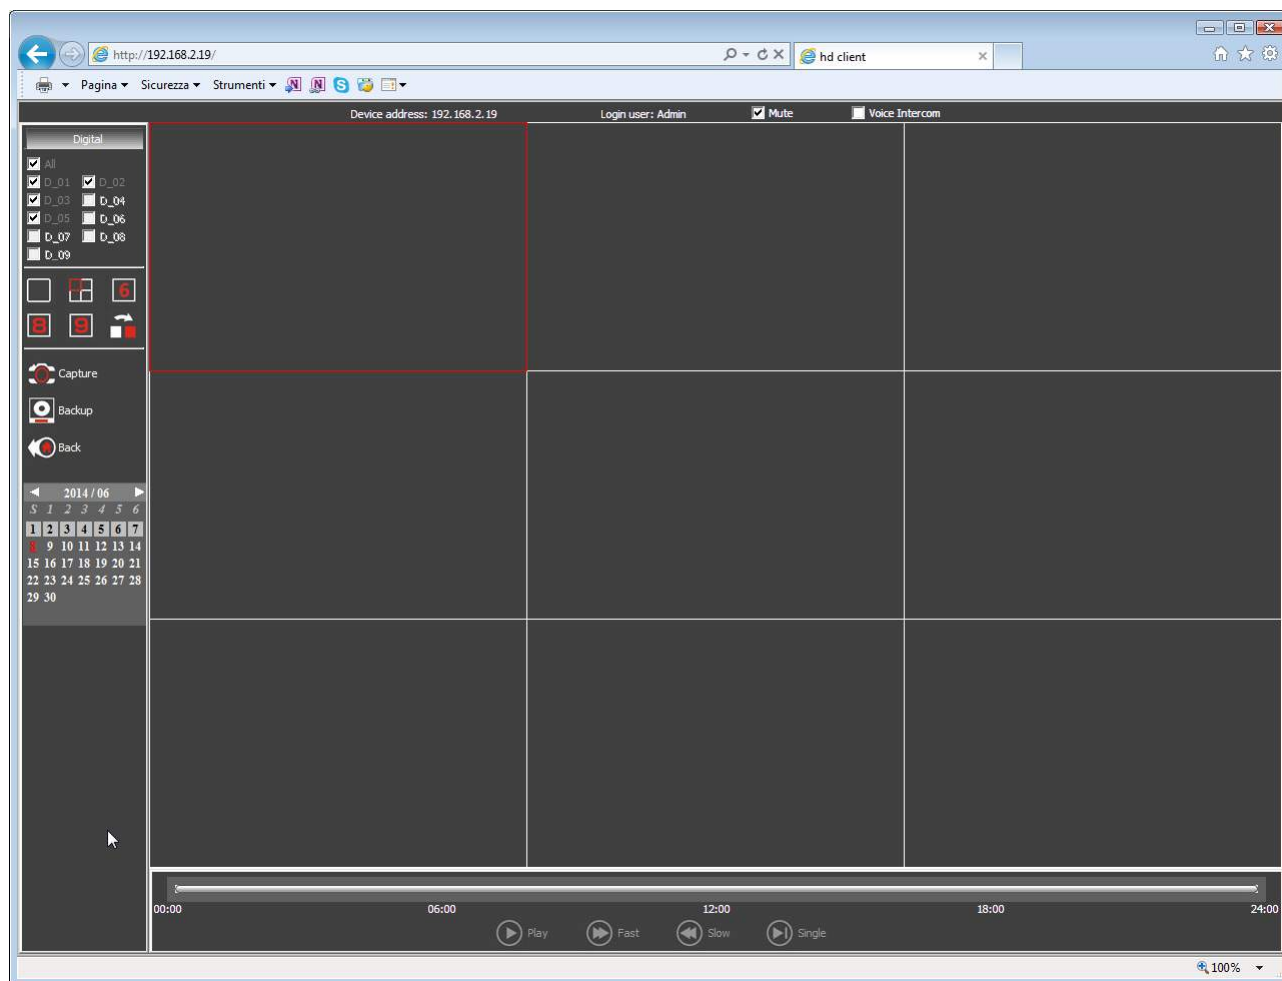 http://192.168.2.19/
hd client
Pagina Sicurezza Strumenti
Device address: 192.168.2.19 Login user: Admin Mute Voice Intercom
Digital
All
D_01 D_02
D_03 D_04
D_05 D_06
D_07 D_08
D_09
6
8 9
Capture
Backup
Back
2014 / 06
S 1 2 3 4 5 6
1 2 3 4 5 6 7
8 9 10 11 12 13 14
15 16 17 18 19 20 21
22 23 24 25 26 27 28
29 30
00:00 06:00 12:00 18:00 24:00
Play Fast Slow Single
100%